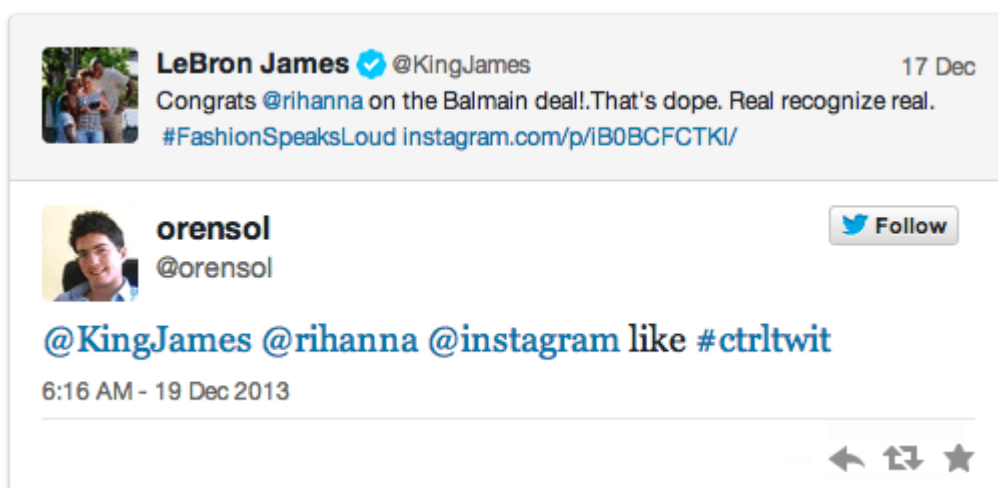 LeBron James @KingJames 17 Dec
Congrats @rihanna on the Balmain deal!.That's dope. Real recognize real.
#FashionSpeaksLoud instagram.com/p/iB0BCFCTKI/
orensol Follow
@orensol
@KingJames @rihanna @instagram like #ctrltwit
6:16 AM - 19 Dec 2013